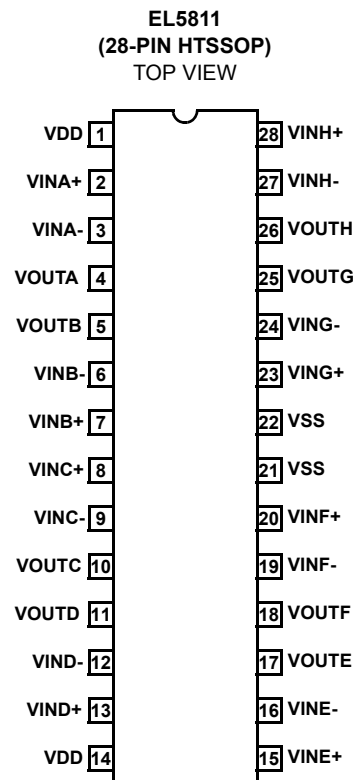 EL5811
(28-PIN HTSSOP)
TOP VIEW
VDD 1 28 VINH+
VINA+ 2 27 VINH-
VINA- 3 26 VOUTH
VOUTA 4 25 VOUTG
VOUTB 5 24 VING-
VINB- 6 23 VING+
VINB+ 7 22 VSS
VINC+ 8 21 VSS
VINC- 9 20 VINF+
VOUTC 10 19 VINF-
VOUTD 11 18 VOUTF
VIND- 12 17 VOUTE
VIND+ 13 16 VINE-
VDD 14 15 VINE+